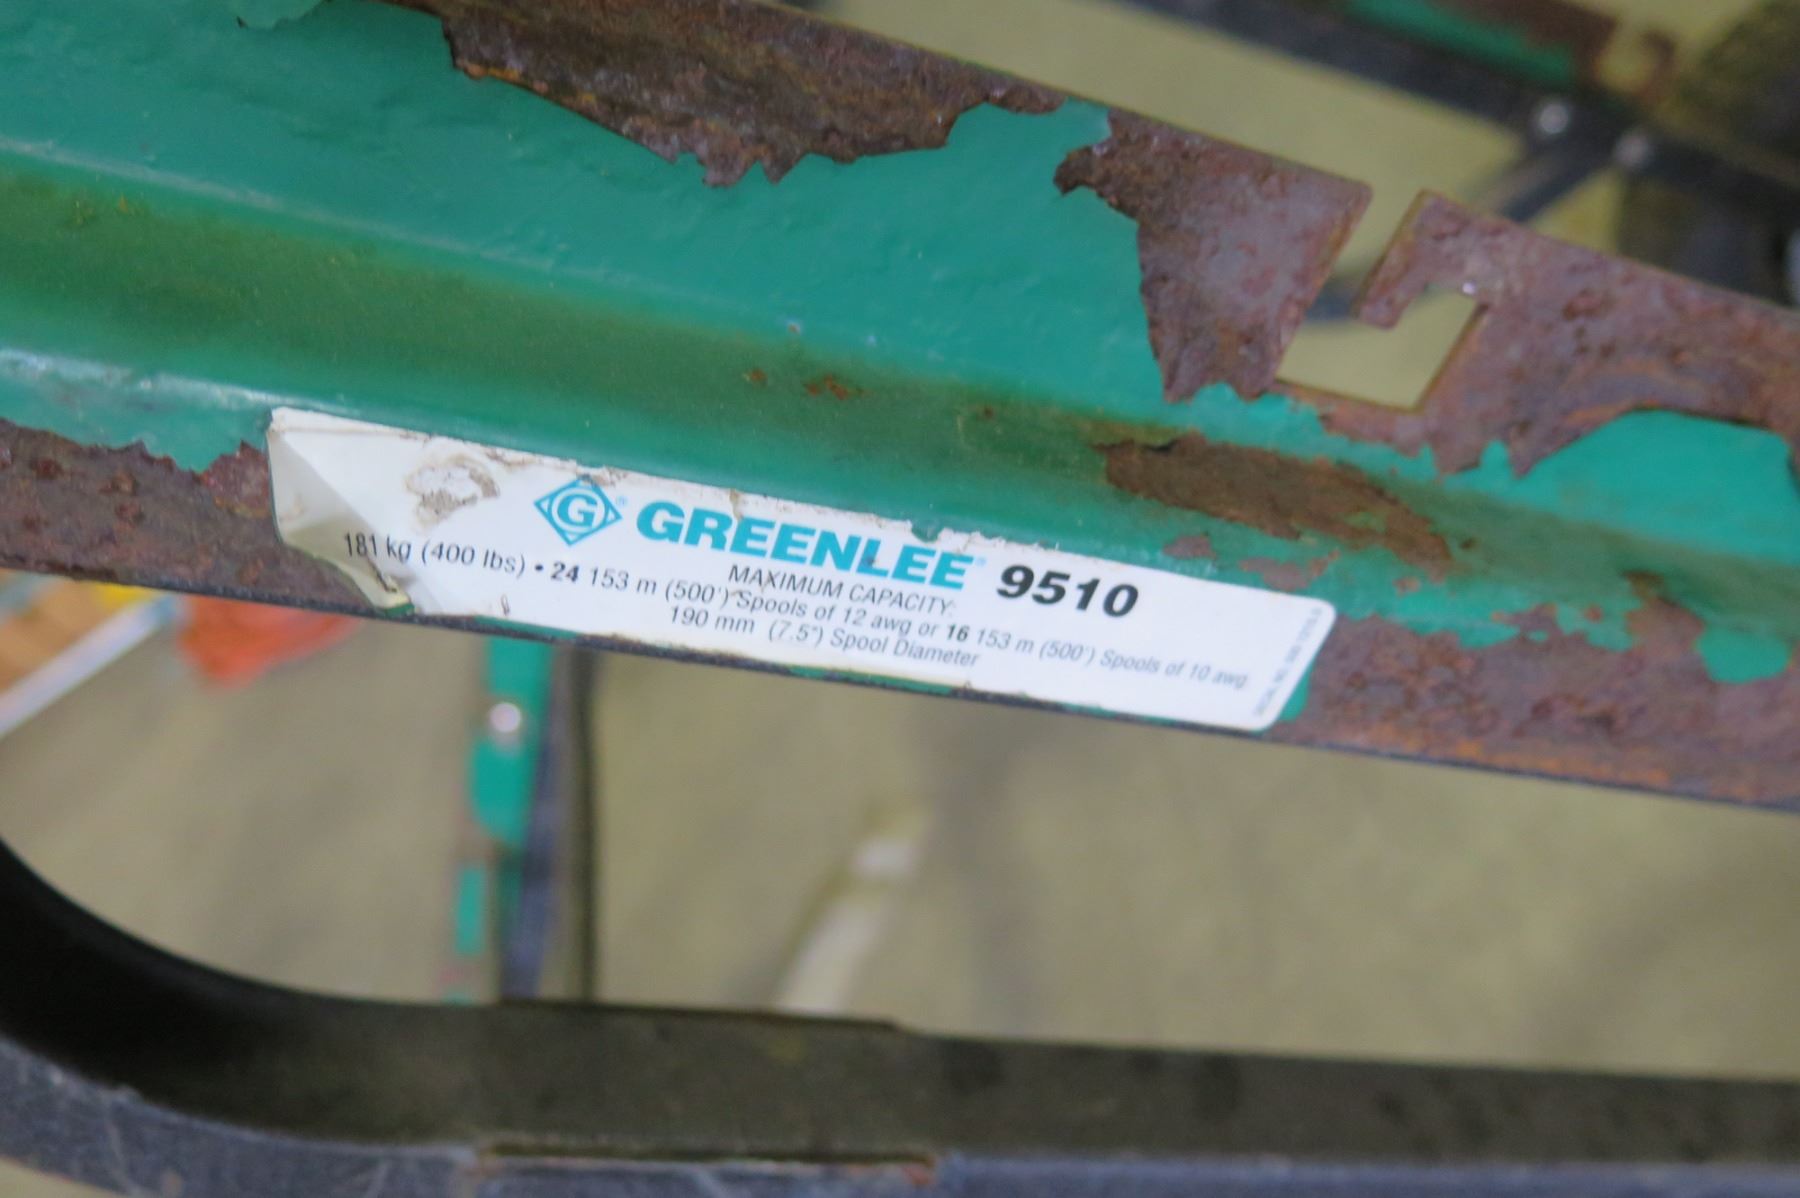 G® GREENLEE® 9510
MAXIMUM CAPACITY:
181 kg (400 lbs) • 24 153 m (500') Spools of 12 awg or 16 153 m (500') Spools of 10 awg
190 mm (7.5") Spool Diameter